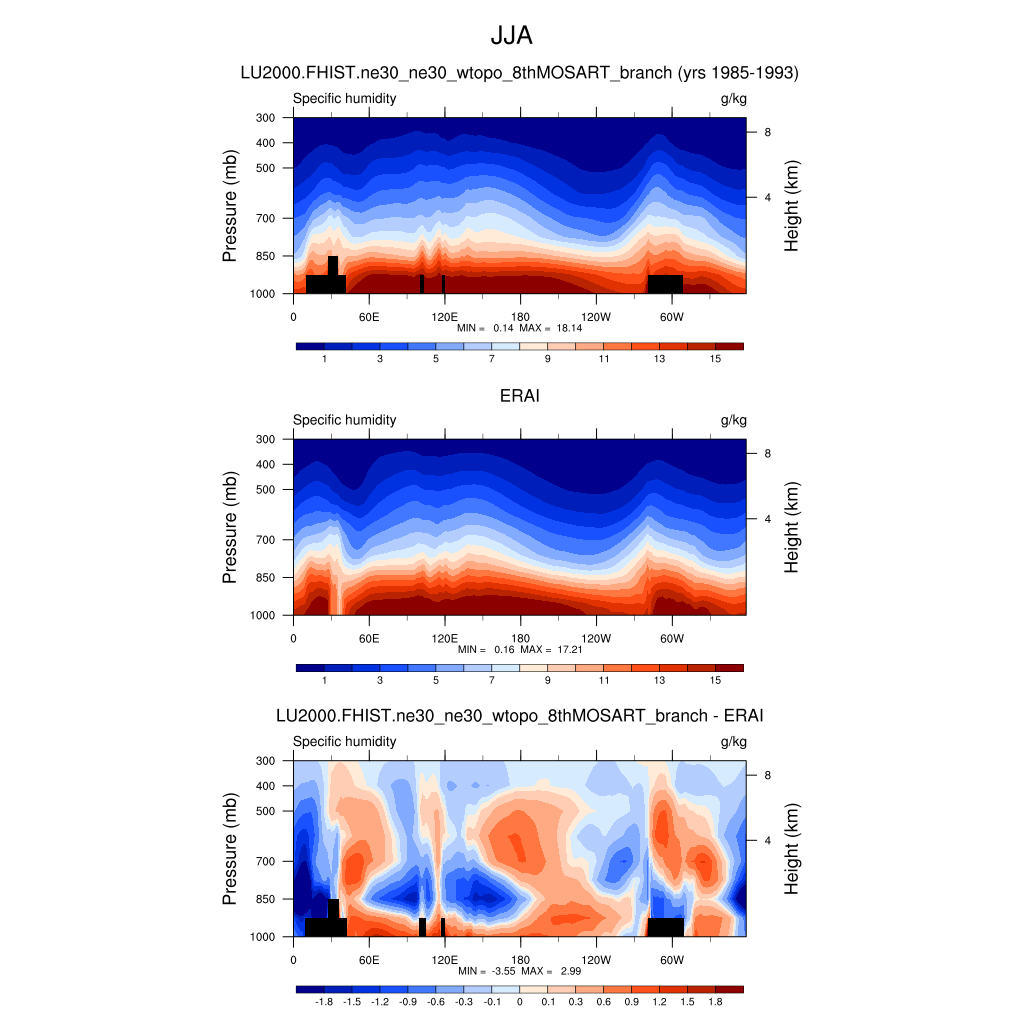 JJA
LU2000.FHIST.ne30_ne30_wtopo_8thMOSART_branch (yrs 1985-1993)
Specific humidity g/kg
300
400
500
700
850
1000
Pressure (mb)
8
4
Height (km)
0 60E 120E 180 120W 60W
MIN = 0.14 MAX = 18.14
1 3 5 7 9 11 13 15
ERAI
Specific humidity g/kg
300
400
500
700
850
1000
Pressure (mb)
8
4
Height (km)
0 60E 120E 180 120W 60W
MIN = 0.16 MAX = 17.21
1 3 5 7 9 11 13 15
LU2000.FHIST.ne30_ne30_wtopo_8thMOSART_branch - ERAI
Specific humidity g/kg
300
400
500
700
850
1000
Pressure (mb)
8
4
Height (km)
0 60E 120E 180 120W 60W
MIN = -3.55 MAX = 2.99
-1.8 -1.5 -1.2 -0.9 -0.6 -0.3 -0.1 0 0.1 0.3 0.6 0.9 1.2 1.5 1.8